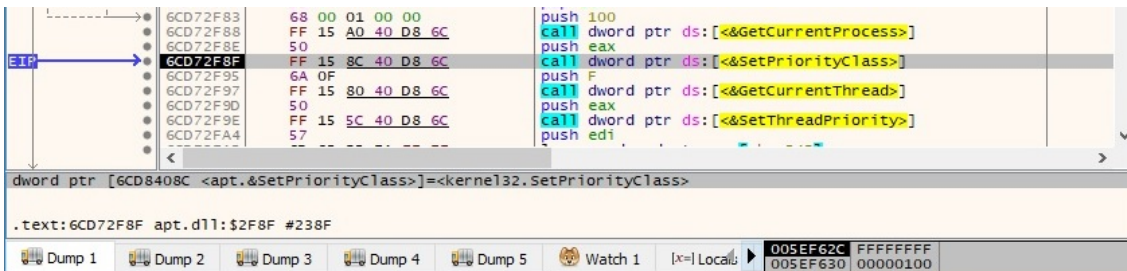 6CD72F83 68 00 01 00 00 push 100
6CD72F88 FF 15 A0 40 D8 6C call dword ptr ds:[<&GetCurrentProcess>]
6CD72F8E 50 push eax
EIP 6CD72F8F FF 15 8C 40 D8 6C call dword ptr ds:[<&SetPriorityClass>]
6CD72F95 6A 0F push F
6CD72F97 FF 15 80 40 D8 6C call dword ptr ds:[<&GetCurrentThread>]
6CD72F9D 50 push eax
6CD72F9E FF 15 5C 40 D8 6C call dword ptr ds:[<&SetThreadPriority>]
6CD72FA4 57 push edi
dword ptr [6CD8408C <apt.&SetPriorityClass>]=<kernel32.SetPriorityClass>
.text:6CD72F8F apt.dll:$2F8F #238F
Dump 1 Dump 2 Dump 3 Dump 4 Dump 5 Watch 1 [x=] Locals
005EF62C FFFFFFFF
005EF630 00000100